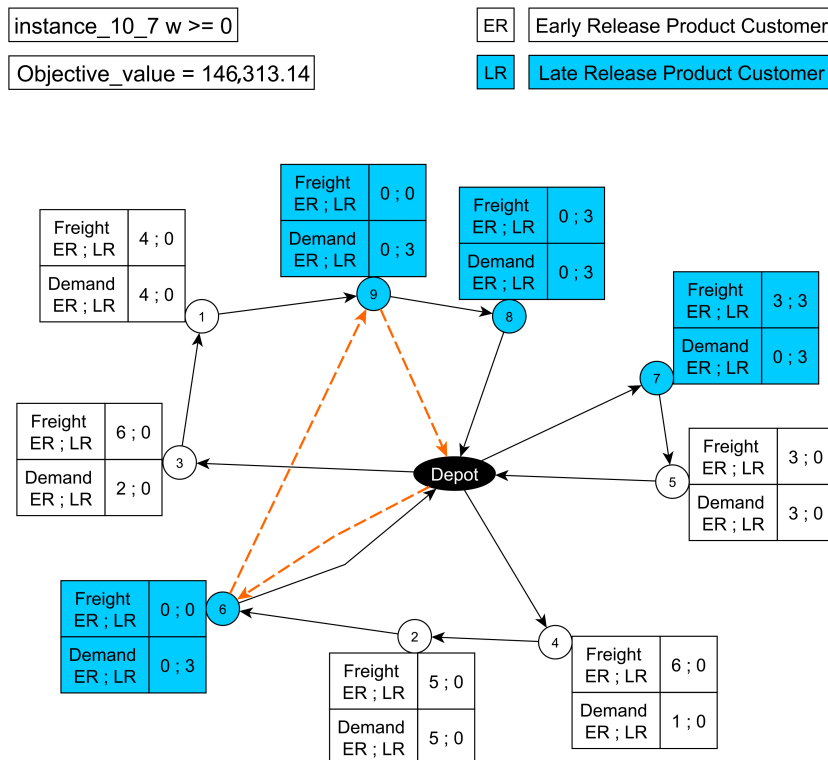 instance_10_7 w >= 0
ER Early Release Product Customer
Objective_value = 146,313.14
LR Late Release Product Customer
Freight ER ; LR 0 ; 0
Demand ER ; LR 0 ; 3
9
Freight ER ; LR 0 ; 3
Demand ER ; LR 0 ; 3
8
Freight ER ; LR 4 ; 0
Demand ER ; LR 4 ; 0
1
Freight ER ; LR 3 ; 3
Demand ER ; LR 0 ; 3
7
Freight ER ; LR 6 ; 0
Demand ER ; LR 2 ; 0
3
Depot
5
Freight ER ; LR 3 ; 0
Demand ER ; LR 3 ; 0
Freight ER ; LR 0 ; 0
Demand ER ; LR 0 ; 3
6
2
Freight ER ; LR 5 ; 0
Demand ER ; LR 5 ; 0
4
Freight ER ; LR 6 ; 0
Demand ER ; LR 1 ; 0